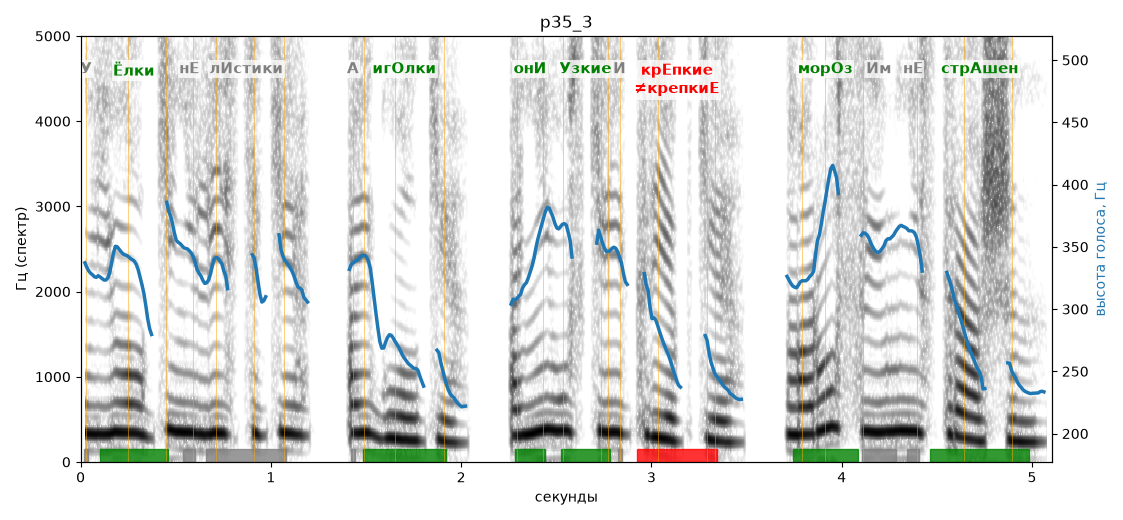 p35_3
5000
4000
3000
2000
1000
0
Гц (спектр)
У Ёлки нЕ лИстики А игОлки онИ Узкие И крЕпкие морОз Им нЕ стрАшен
≠крепкиЕ
500
450
400
350
300
250
200
высота голоса, Гц
0 1 2 3 4 5
секунды